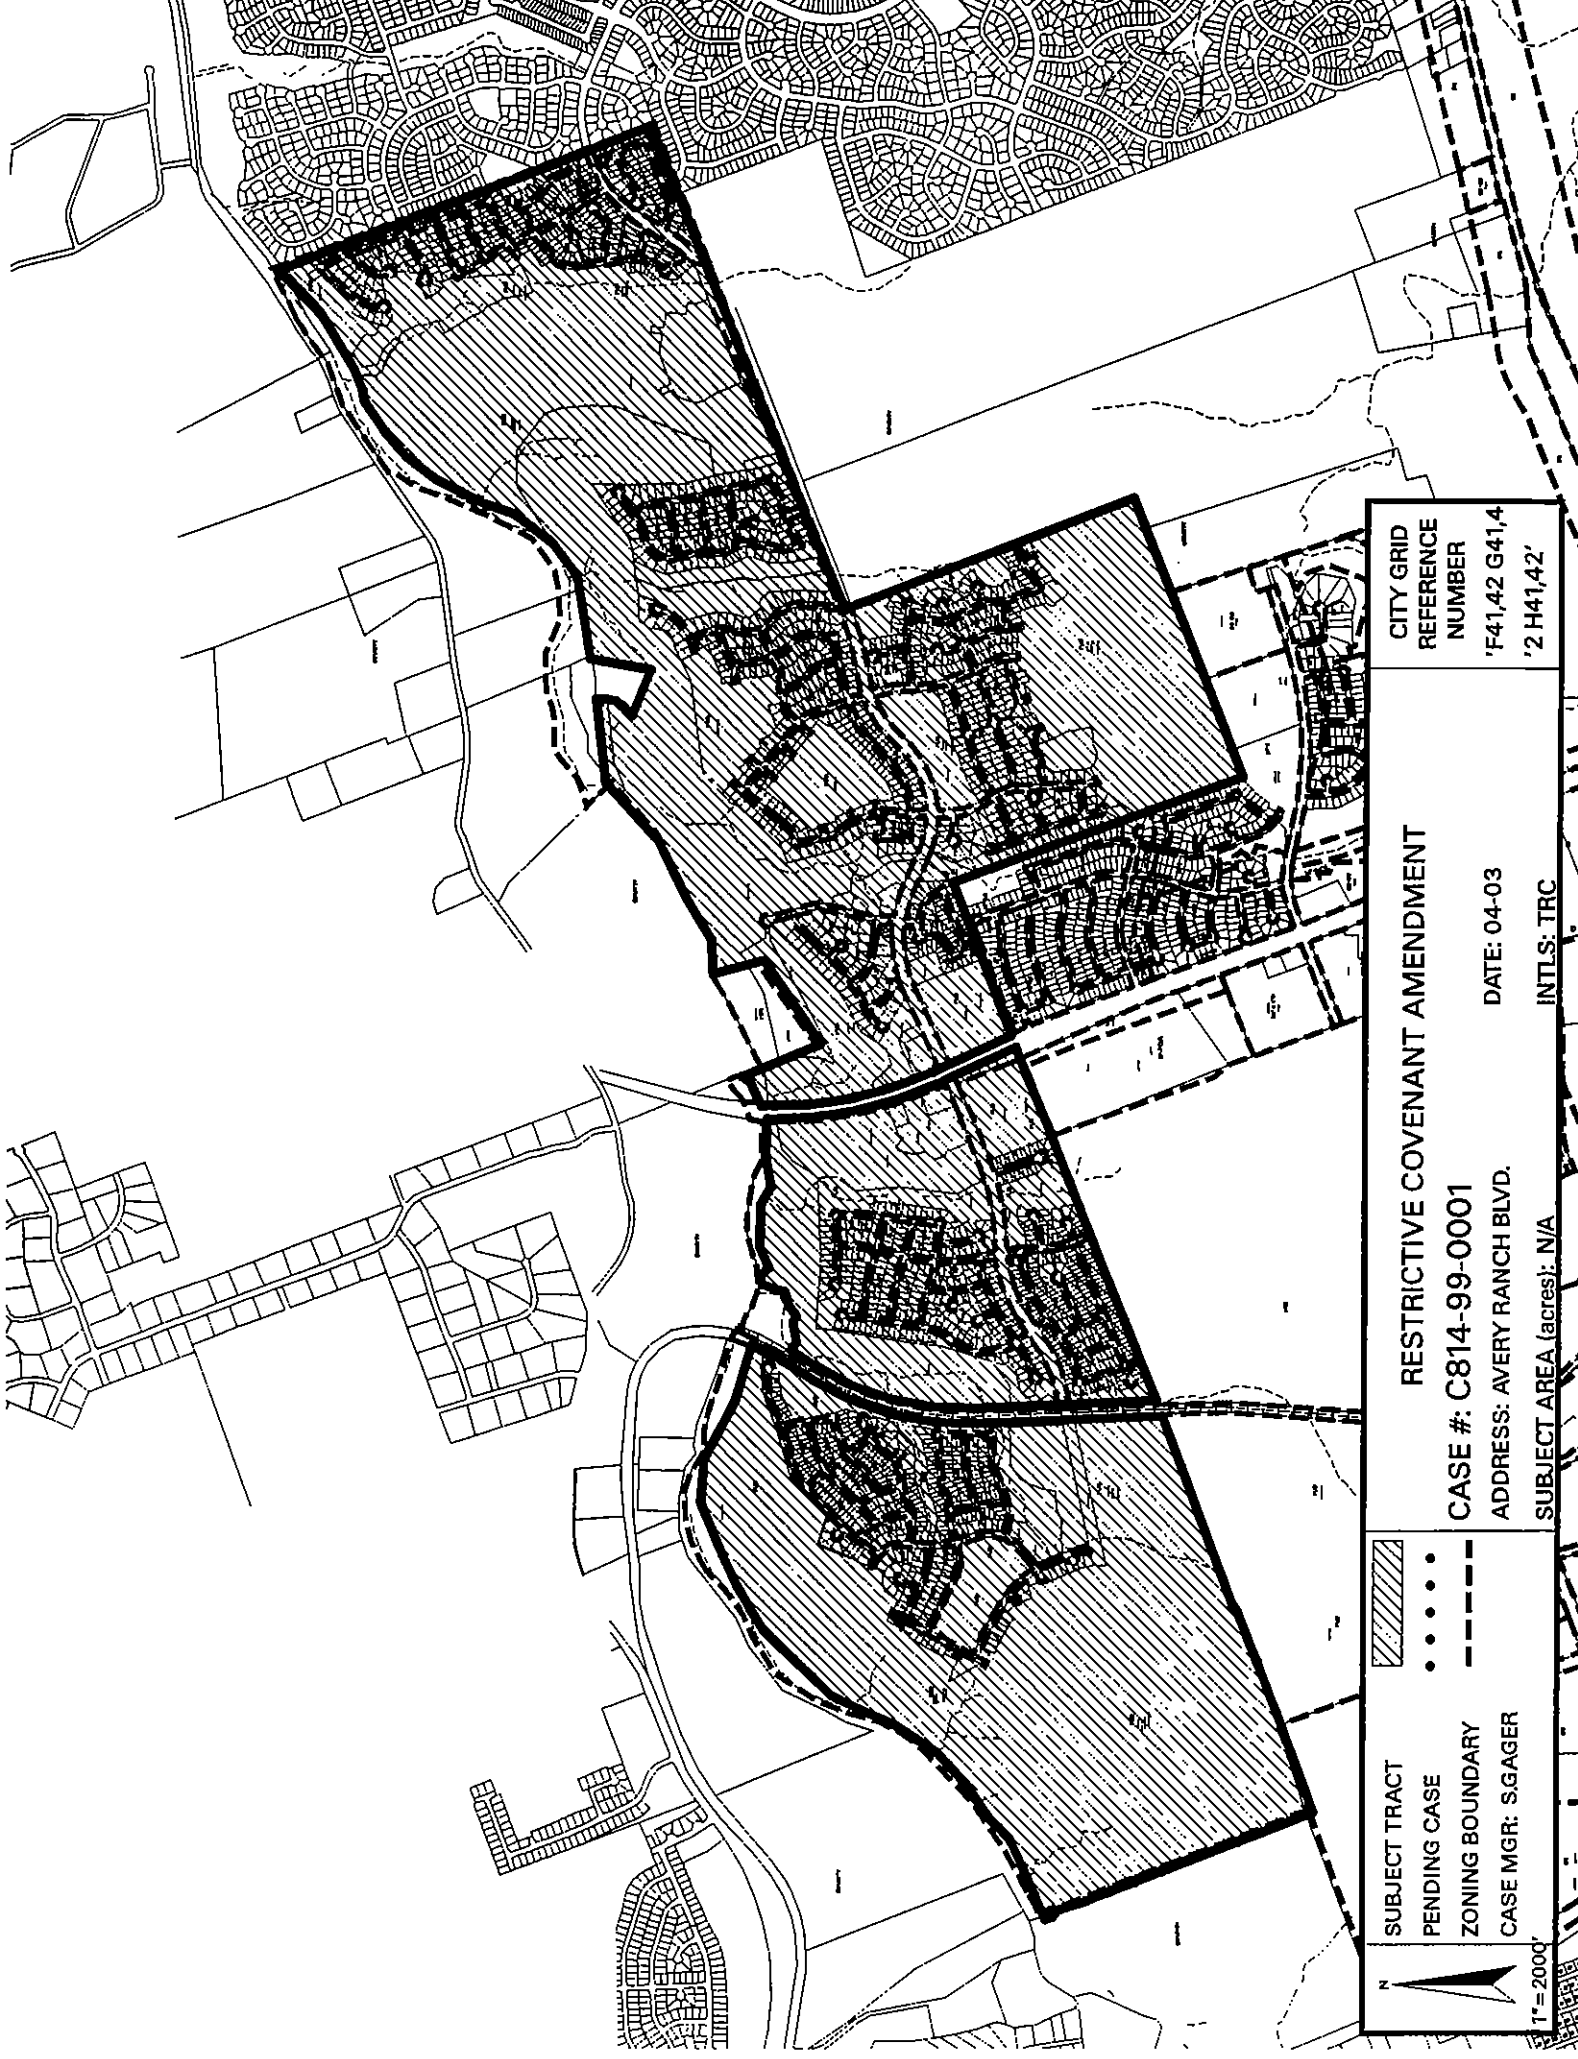 N
1"=2000'
SUBJECT TRACT
PENDING CASE
ZONING BOUNDARY
CASE MGR: S.GAGER
RESTRICTIVE COVENANT AMENDMENT
CASE #: C814-99-0001
ADDRESS: AVERY RANCH BLVD.
DATE: 04-03
SUBJECT AREA (acres): NA
INTLS: TRC
CITY GRID
REFERENCE
NUMBER
'F41,42 G41,4
'2 H41,42'